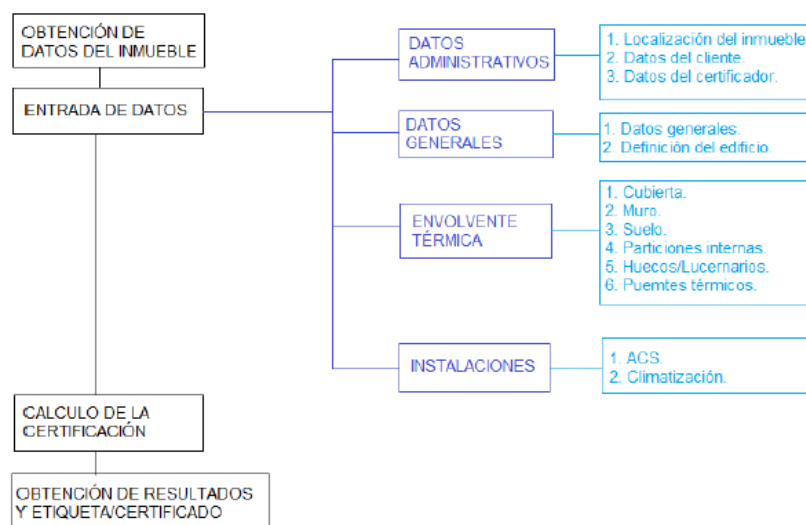 OBTENCIÓN DE
DATOS DEL INMUEBLE
ENTRADA DE DATOS
DATOS
ADMINISTRATIVOS
1. Localización del inmueble
2. Datos del cliente.
3. Datos del certificador.
DATOS
GENERALES
1. Datos generales.
2. Definición del edificio.
ENVOLVENTE
TÉRMICA
1. Cubierta.
2. Muro.
3. Suelo.
4. Particiones internas.
5. Huecos/Lucernarios.
6. Puemtes térmicos.
INSTALACIONES
1. ACS.
2. Climatización.
CALCULO DE LA
CERTIFICACIÓN
OBTENCIÓN DE RESULTADOS
Y ETIQUETA/CERTIFICADO